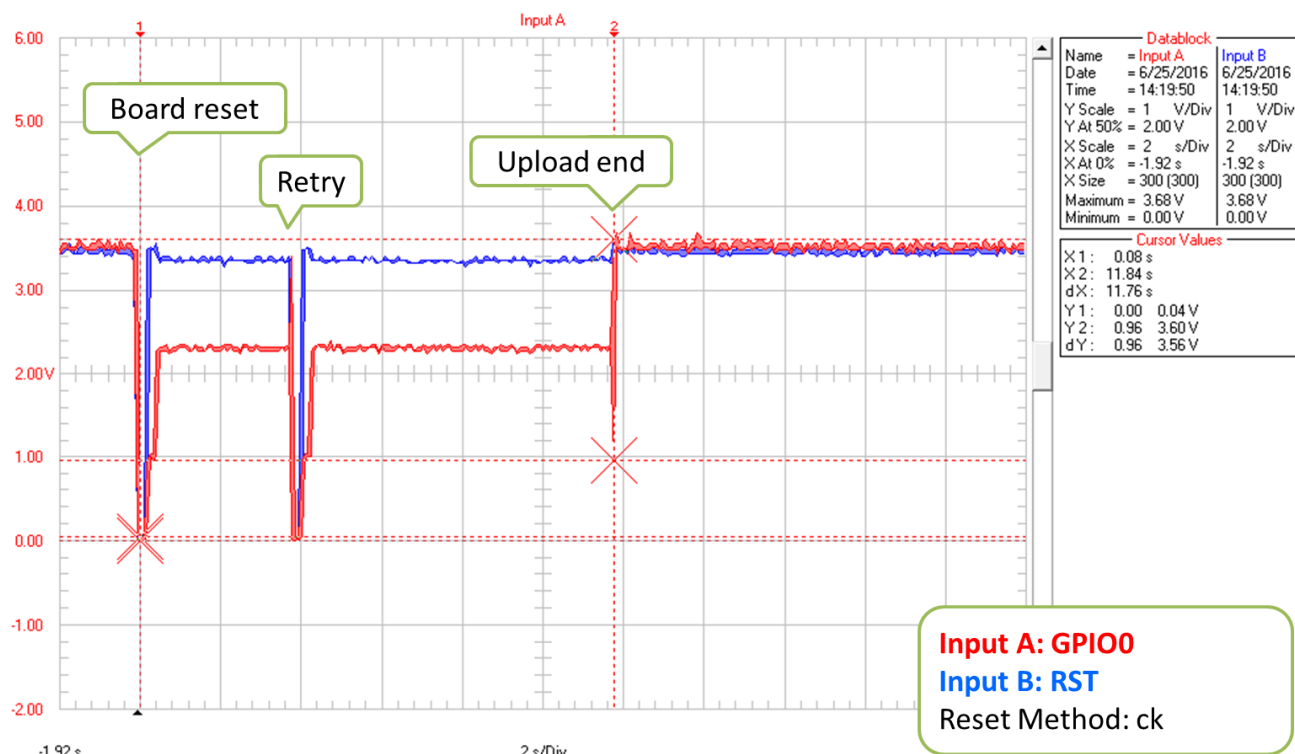 Input A
1
2
6.00
5.00
4.00
3.00
2.00V
1.00
0.00
-1.00
-2.00
Board reset
Retry
Upload end
-1.92 s
2 s/Div
Datablock
Name = Input A Input B
Date = 6/25/2016 6/25/2016
Time = 14:19:50 14:19:50
Y Scale = 1 V/Div 1 V/Div
Y At 50% = 2.00 V 2.00 V
X Scale = 2 s/Div 2 s/Div
X At 0% = -1.92 s -1.92 s
X Size = 300 (300) 300 (300)
Maximum = 3.68 V 3.68 V
Minimum = 0.00 V 0.00 V
Cursor Values
X1: 0.08 s
X2: 11.84 s
dX: 11.76 s
Y1: 0.00 0.04 V
Y2: 0.96 3.60 V
dY: 0.96 3.56 V
Input A: GPIO0
Input B: RST
Reset Method: ck